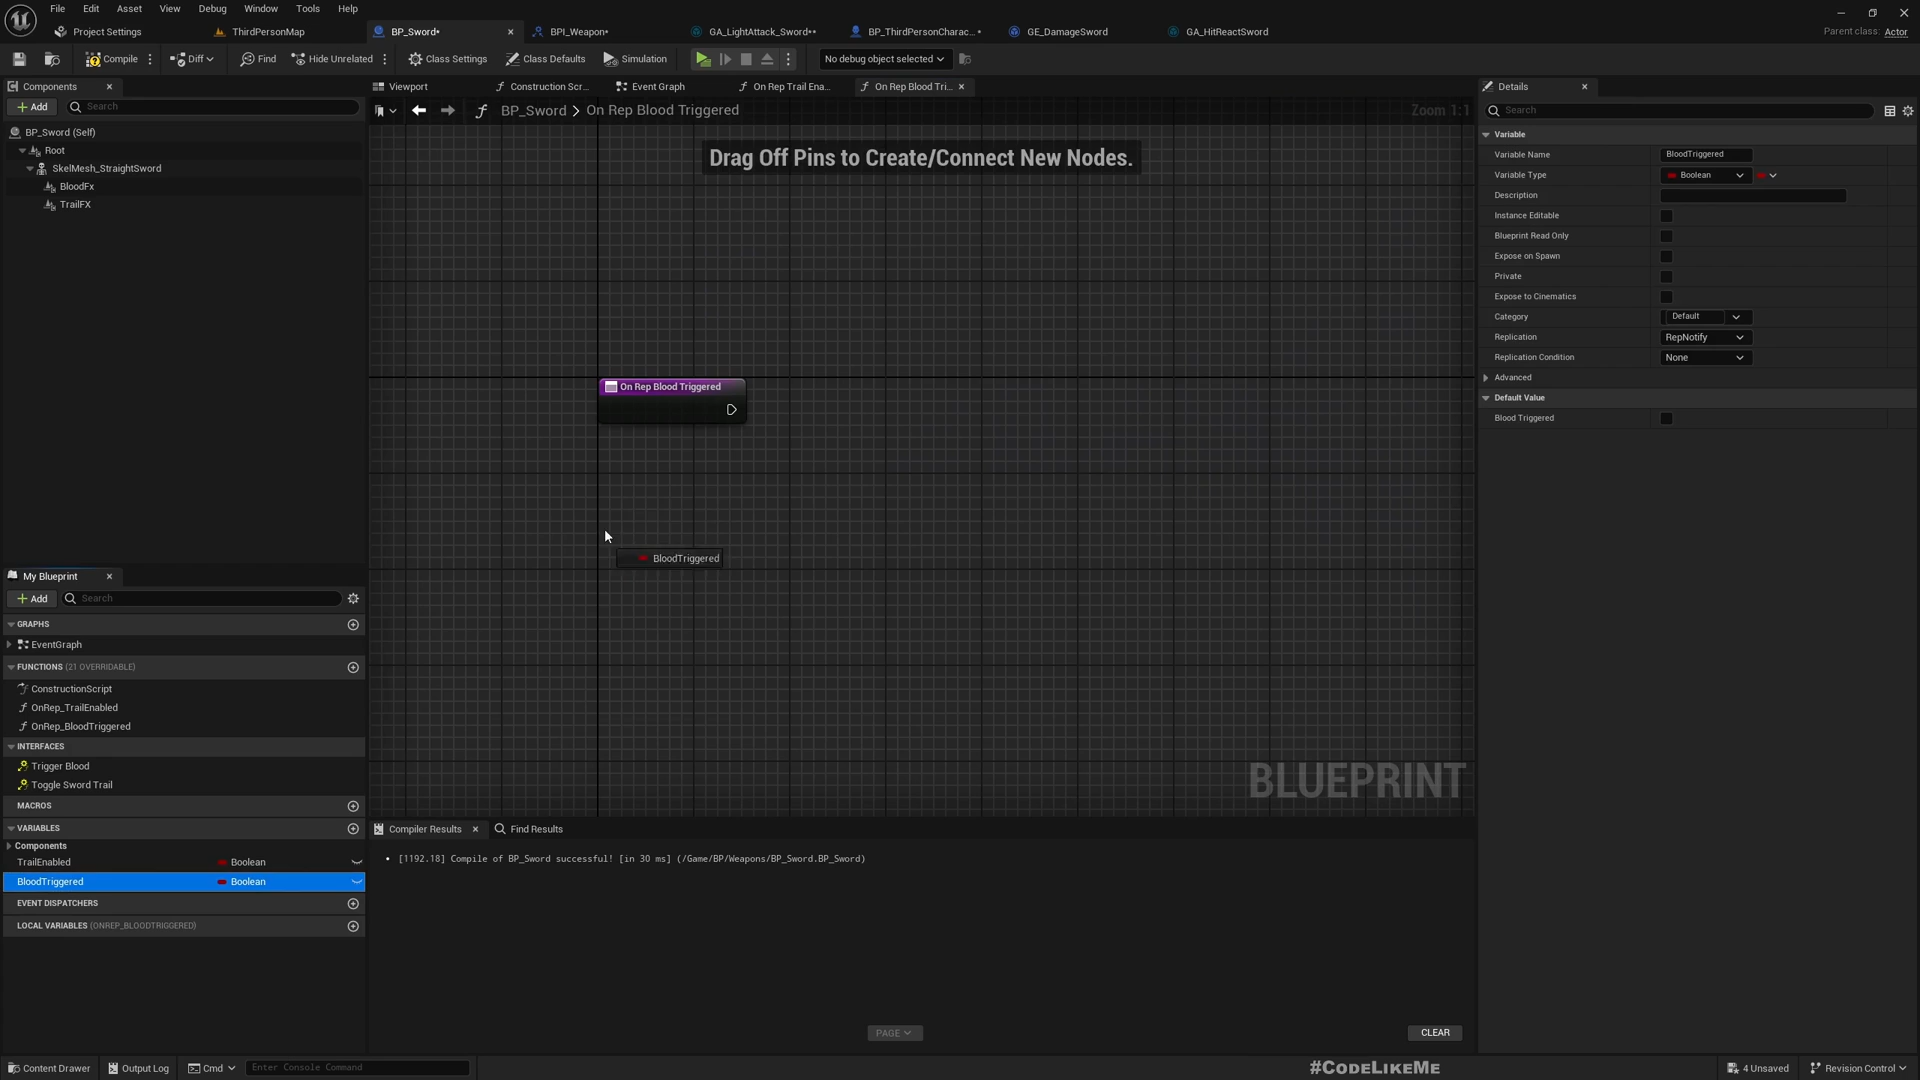 File Edit Asset View Debug Window Tools Help
Project Settings ThirdPersonMap BP_Sword* BPI_Weapon* GA_LightAttack_Sword** BP_ThirdPersonCharac...* GE_DamageSword GA_HitReactSword Parent class: Actor
Compile Diff Find Hide Unrelated Class Settings Class Defaults Simulation No debug object selected
Components Viewport Construction Scr... Event Graph On Rep Trail Ena... On Rep Blood Tri... Details
Add Search BP_Sword > On Rep Blood Triggered Zoom 1:1 Search
BP_Sword (Self)
Root
SkelMesh_StraightSword
BloodFx
TrailFX
Drag Off Pins to Create/Connect New Nodes.
On Rep Blood Triggered
BloodTriggered
BLUEPRINT
Variable
Variable Name BloodTriggered
Variable Type Boolean
Description
Instance Editable
Blueprint Read Only
Expose on Spawn
Private
Expose to Cinematics
Category Default
Replication RepNotify
Replication Condition None
Advanced
Default Value
Blood Triggered
My Blueprint
Add Search
GRAPHS
EventGraph
FUNCTIONS (21 OVERRIDABLE)
ConstructionScript
OnRep_TrailEnabled
OnRep_BloodTriggered
INTERFACES
Trigger Blood
Toggle Sword Trail
MACROS
VARIABLES
Components
TrailEnabled Boolean
BloodTriggered Boolean
EVENT DISPATCHERS
LOCAL VARIABLES (ONREP_BLOODTRIGGERED)
Compiler Results Find Results
[1192.18] Compile of BP_Sword successful! [in 30 ms] (/Game/BP/Weapons/BP_Sword.BP_Sword)
PAGE CLEAR
Content Drawer Output Log Cmd Enter Console Command #CODELIKEME 4 Unsaved Revision Control